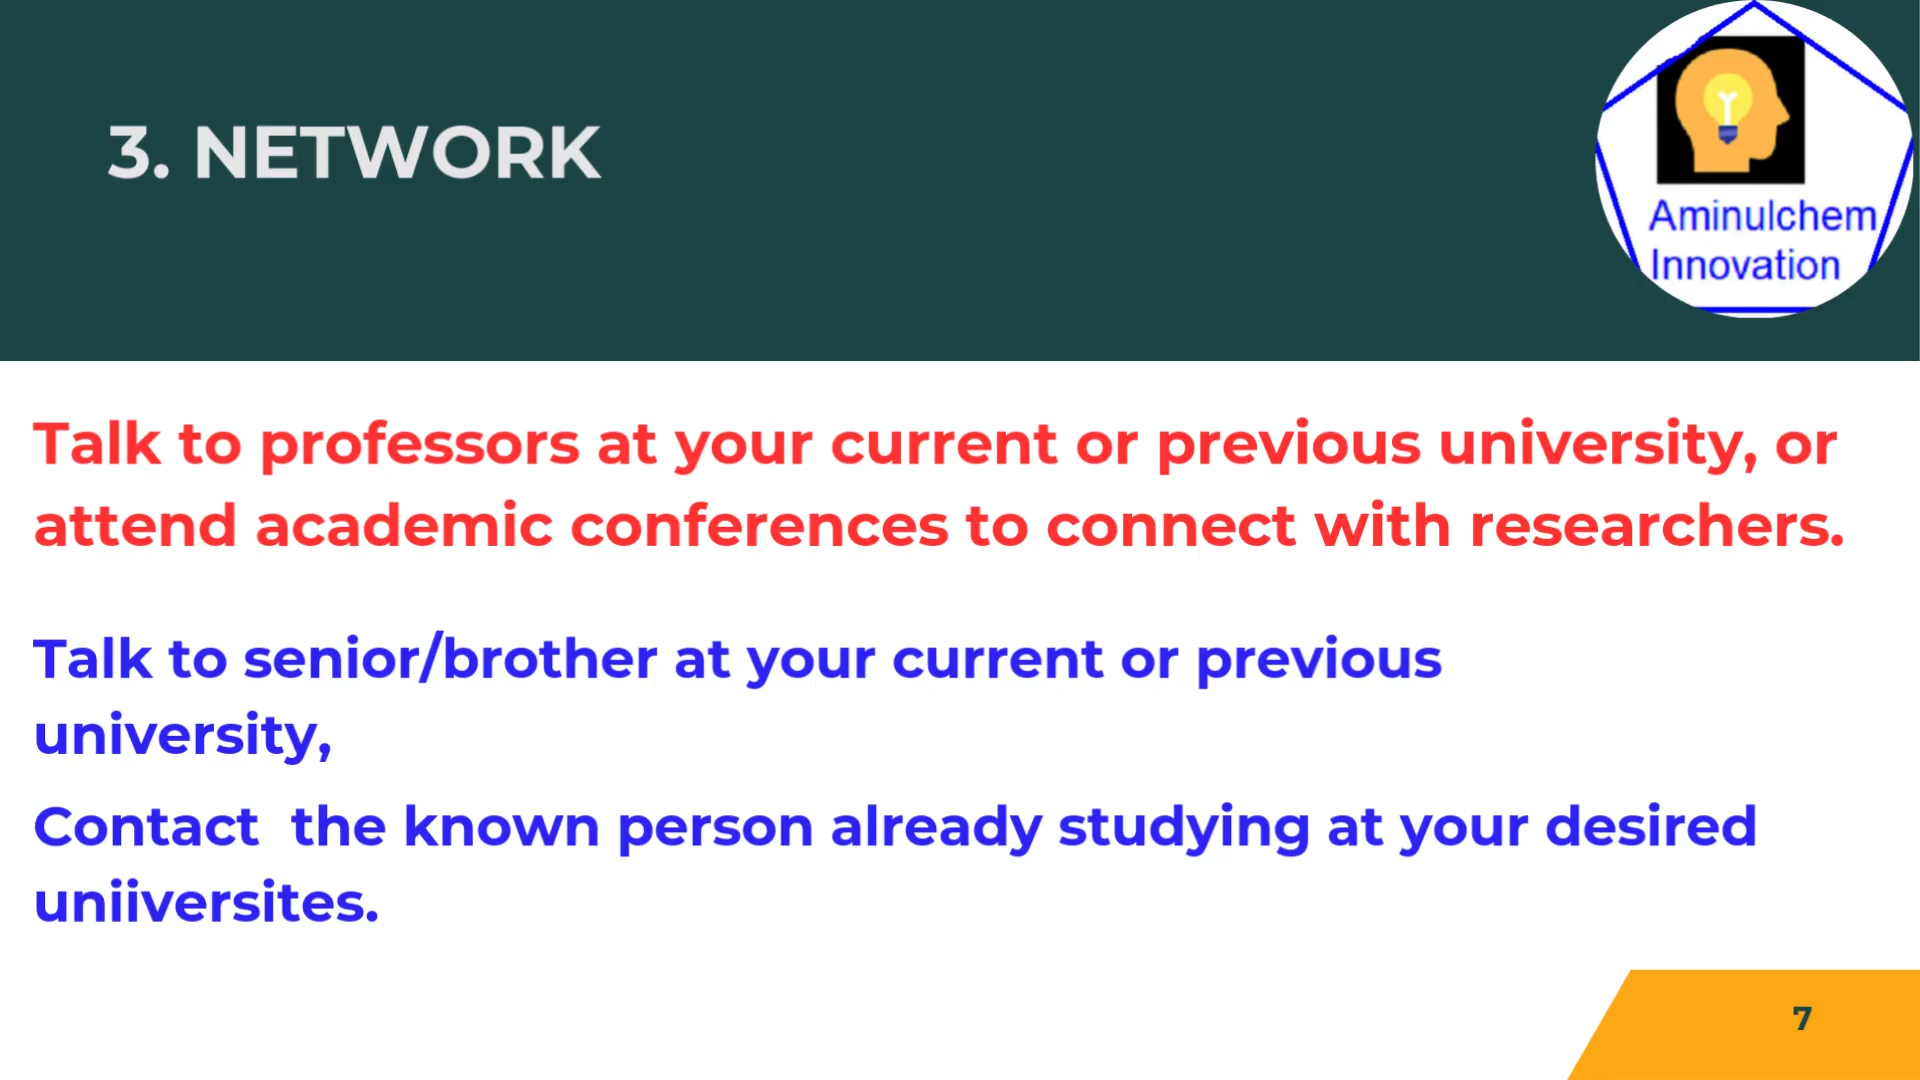 3. NETWORK
Aminulchem
Innovation
Talk to professors at your current or previous university, or
attend academic conferences to connect with researchers.
Talk to senior/brother at your current or previous
university,
Contact  the known person already studying at your desired
uniiversites.
7